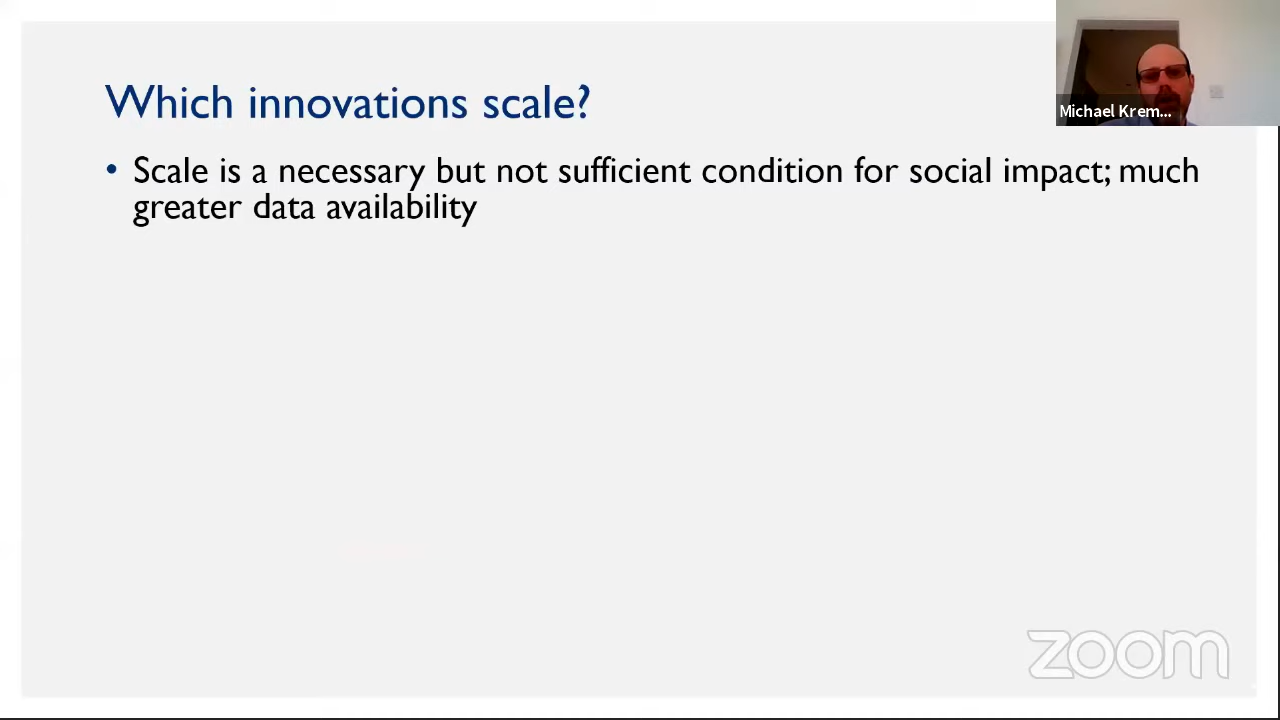 Which innovations scale?
Michael Krem...
• Scale is a necessary but not sufficient condition for social impact; much
greater data availability
zoom